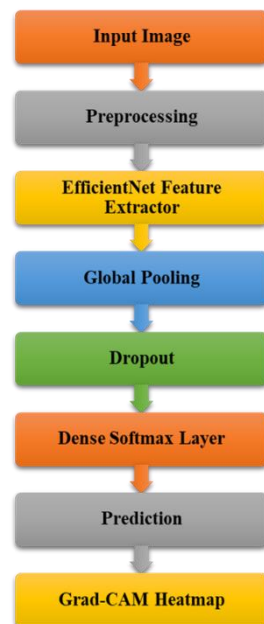 Input Image
Preprocessing
EfficientNet Feature
Extractor
Global Pooling
Dropout
Dense Softmax Layer
Prediction
Grad-CAM Heatmap